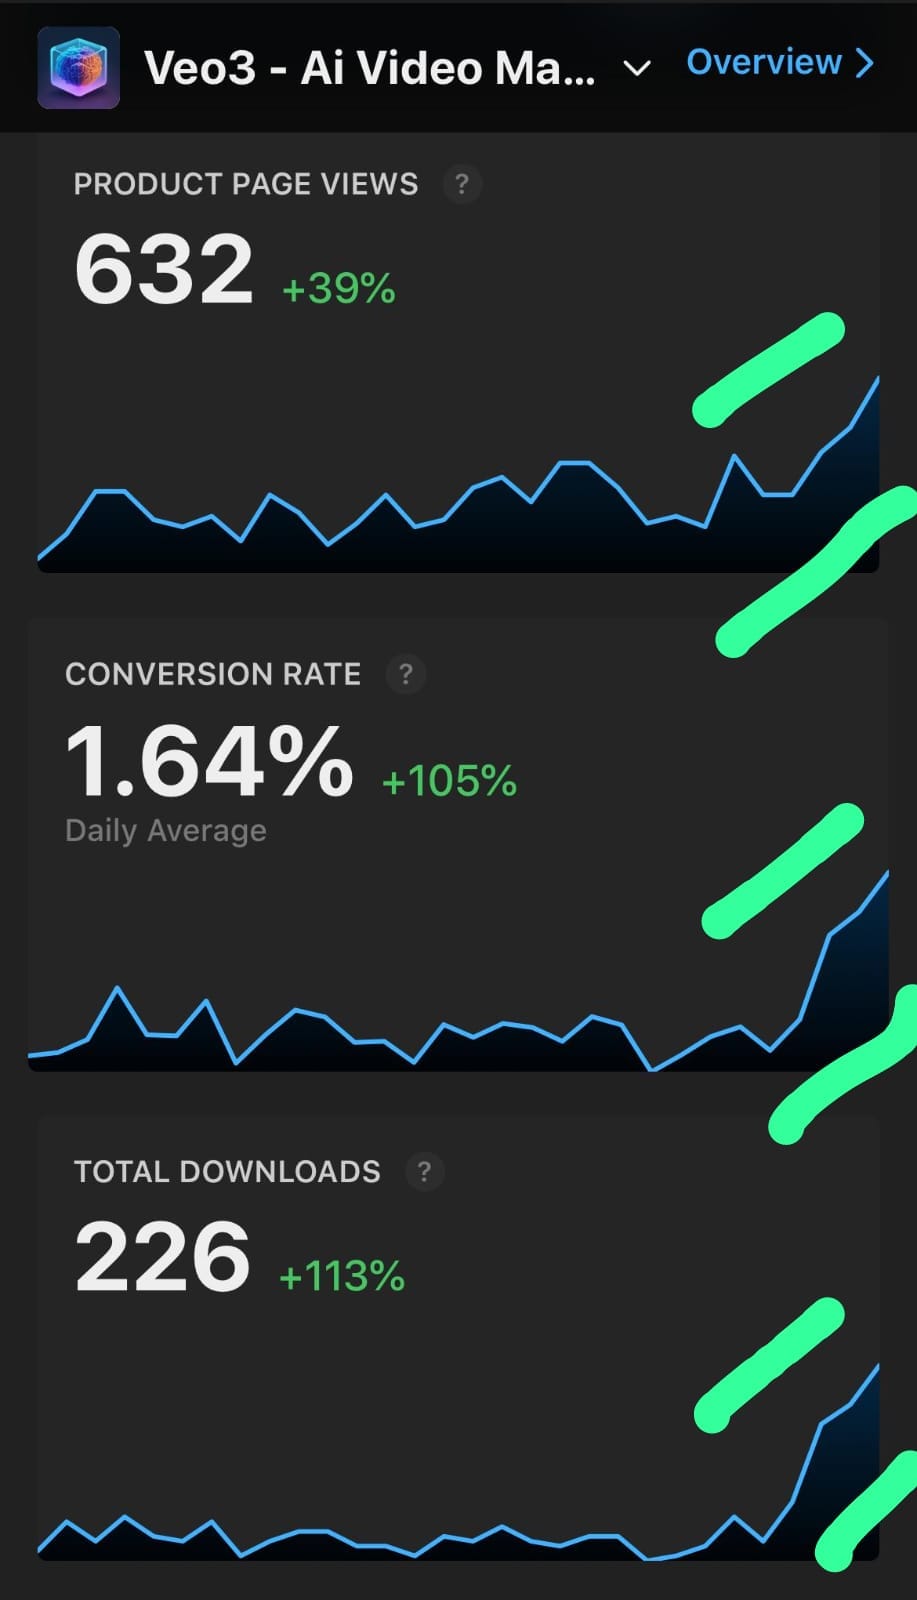 Veo3 - Ai Video Ma...
Overview
PRODUCT PAGE VIEWS ?
632 +39%
CONVERSION RATE ?
1.64% +105%
Daily Average
TOTAL DOWNLOADS ?
226 +113%